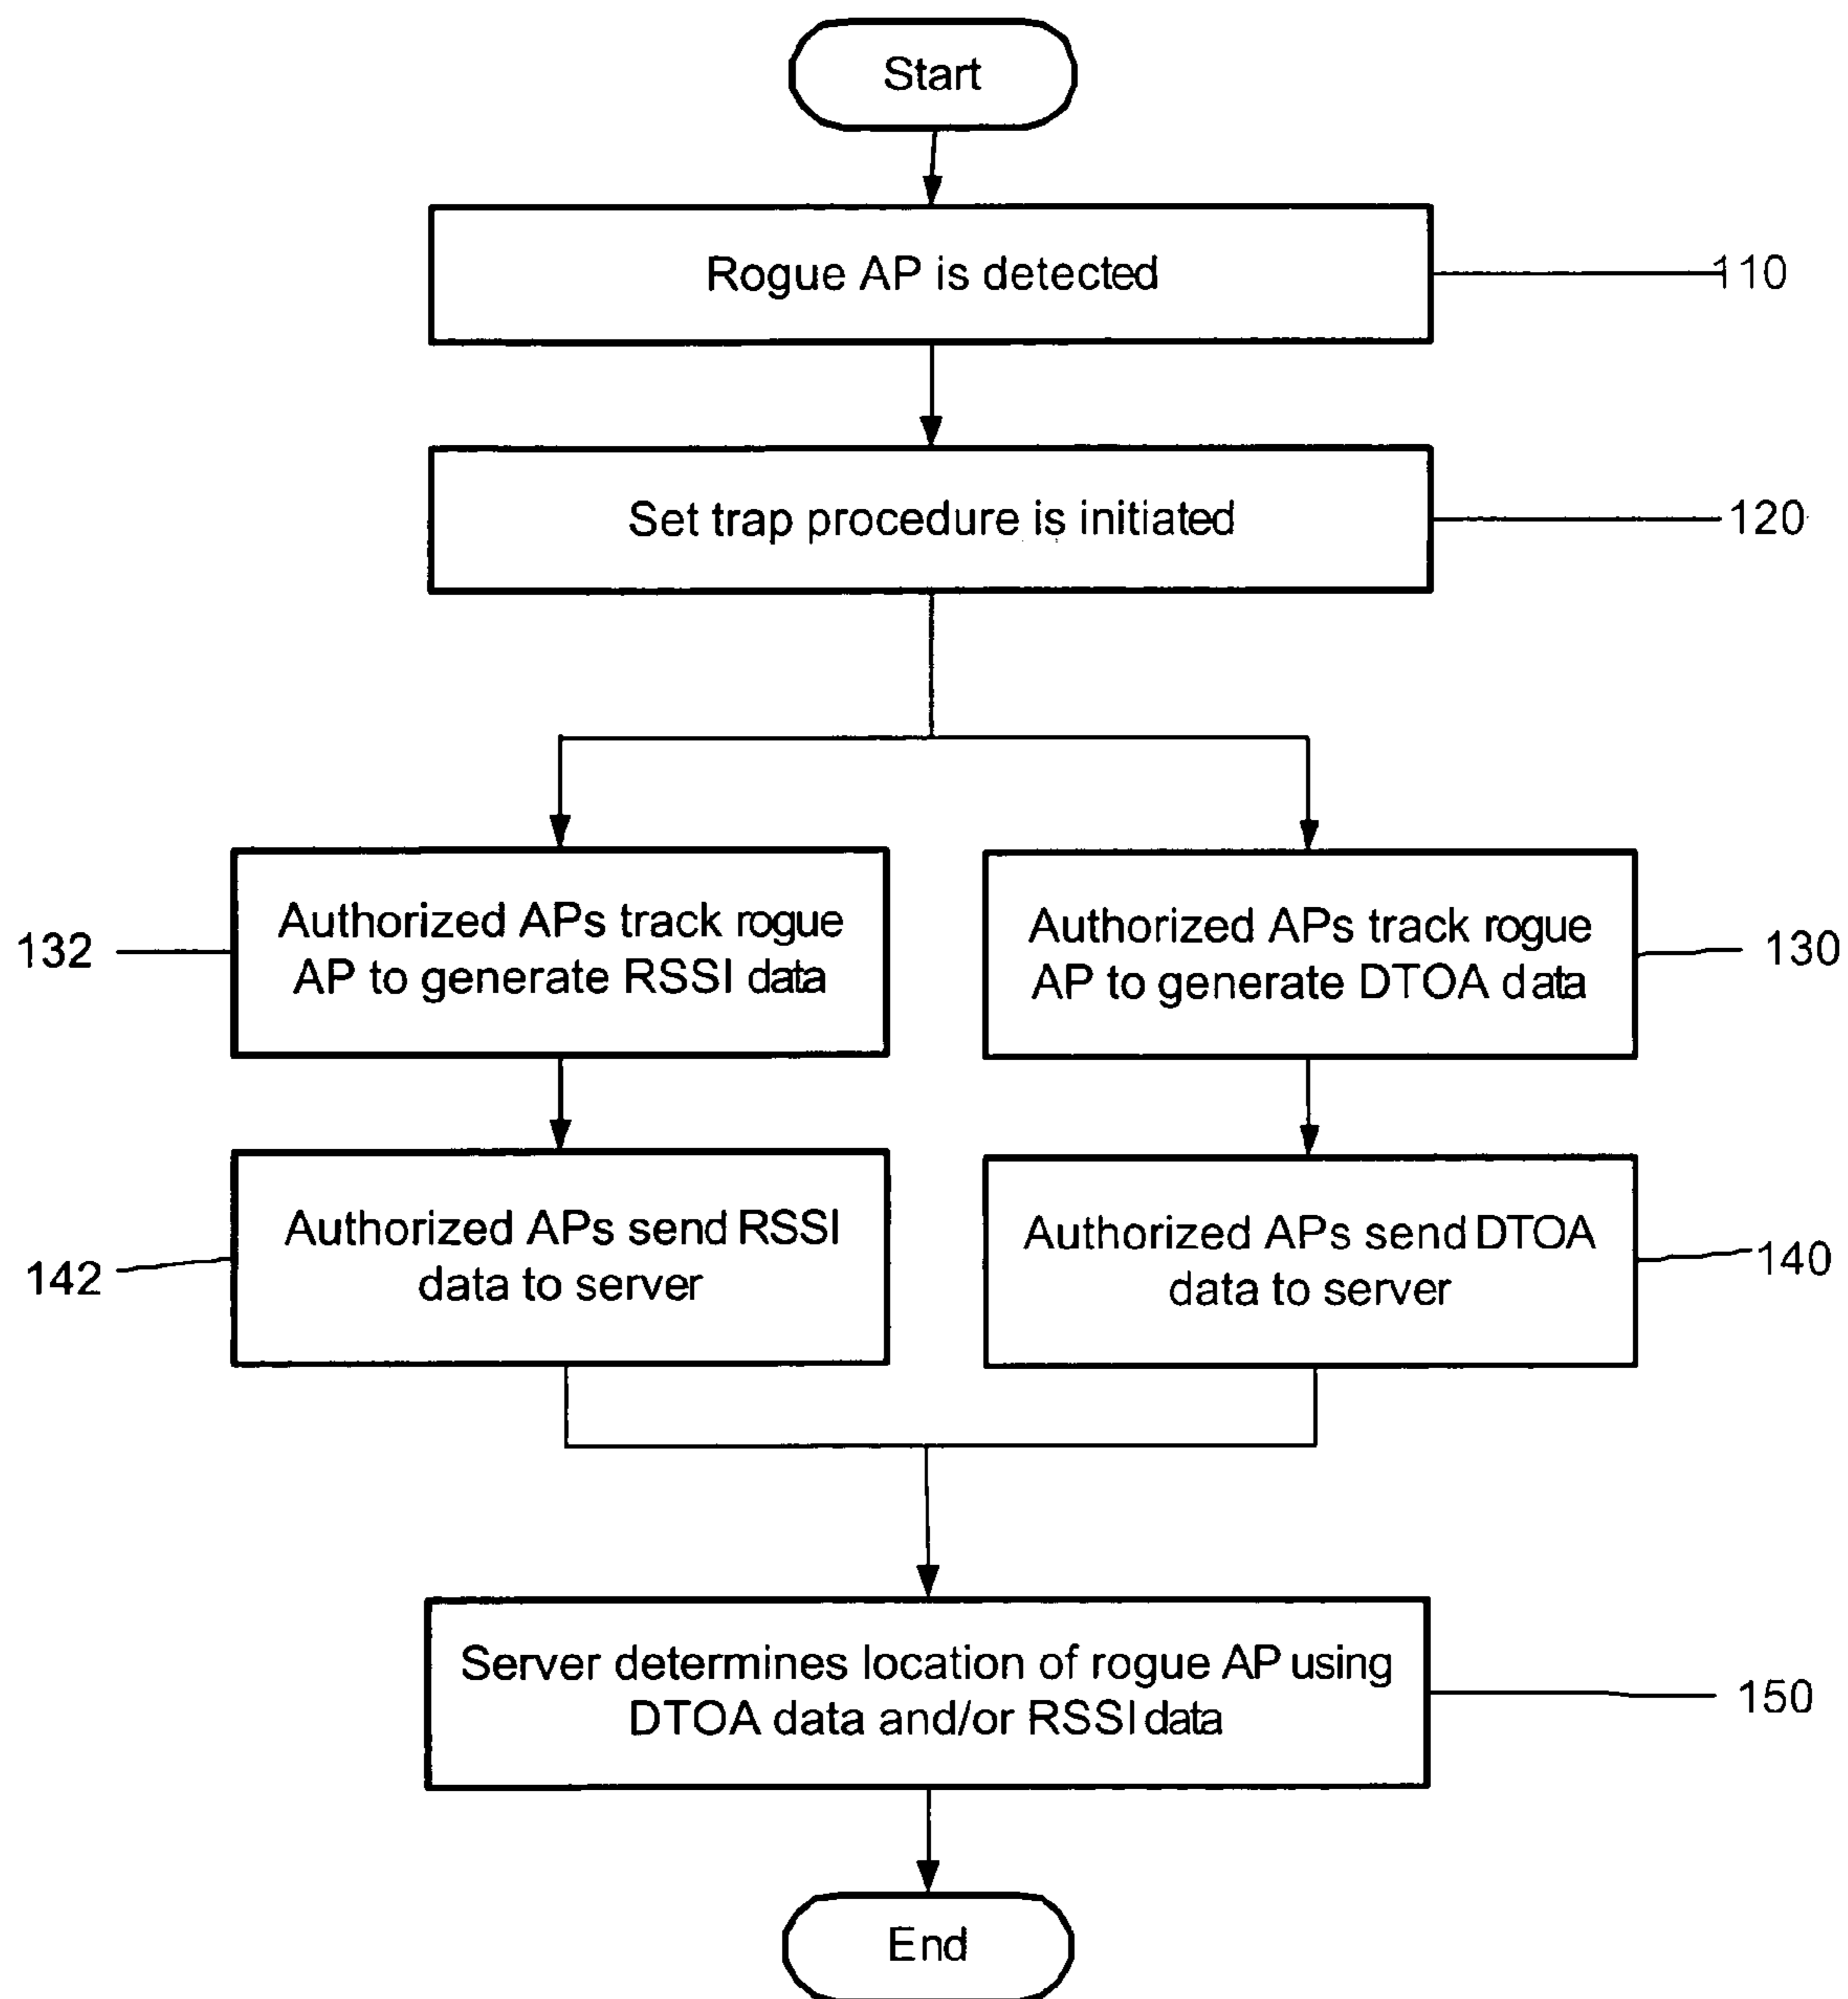 Start
Rogue AP is detected
110
Set trap procedure is initiated
120
132
Authorized APs track rogue
AP to generate RSSI data
Authorized APs track rogue
AP to generate DTOA data
130
142
Authorized APs send RSSI
data to server
Authorized APs send DTOA
data to server
140
Server determines location of rogue AP using
DTOA data and/or RSSI data
150
End